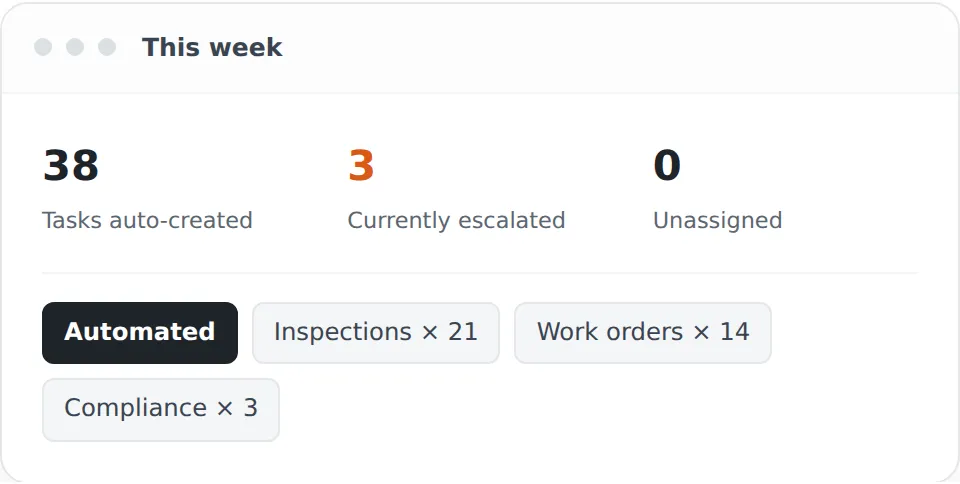 This week
38 3 0
Tasks auto-created Currently escalated Unassigned
Automated Inspections × 21 Work orders × 14
Compliance × 3